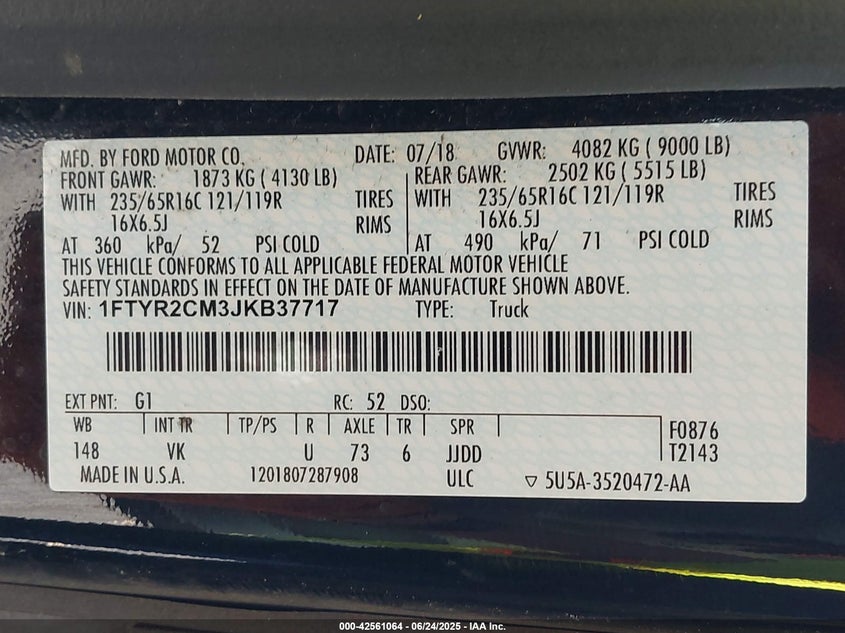 MFD. BY FORD MOTOR CO. DATE: 07/18 GVWR: 4082 KG ( 9000 LB)
FRONT GAWR: 1873 KG ( 4130 LB) REAR GAWR: 2502 KG ( 5515 LB)
WITH 235/65R16C 121/119R TIRES WITH 235/65R16C 121/119R TIRES
16X6.5J RIMS 16X6.5J RIMS
AT 360 kPa/ 52 PSI COLD AT 490 kPa/ 71 PSI COLD
THIS VEHICLE CONFORMS TO ALL APPLICABLE FEDERAL MOTOR VEHICLE
SAFETY STANDARDS IN EFFECT ON THE DATE OF MANUFACTURE SHOWN ABOVE.
VIN: 1FTYR2CM3JKB37717 TYPE: Truck
EXT PNT: G1 RC: 52 DSO:
WB INT TR TP/PS R AXLE TR SPR F0876
148 VK U 73 6 JJDD T2143
MADE IN U.S.A. 1201807287908 ULC ▽ 5U5A-3520472-AA
000-42561064 - 06/24/2025 - IAA Inc.